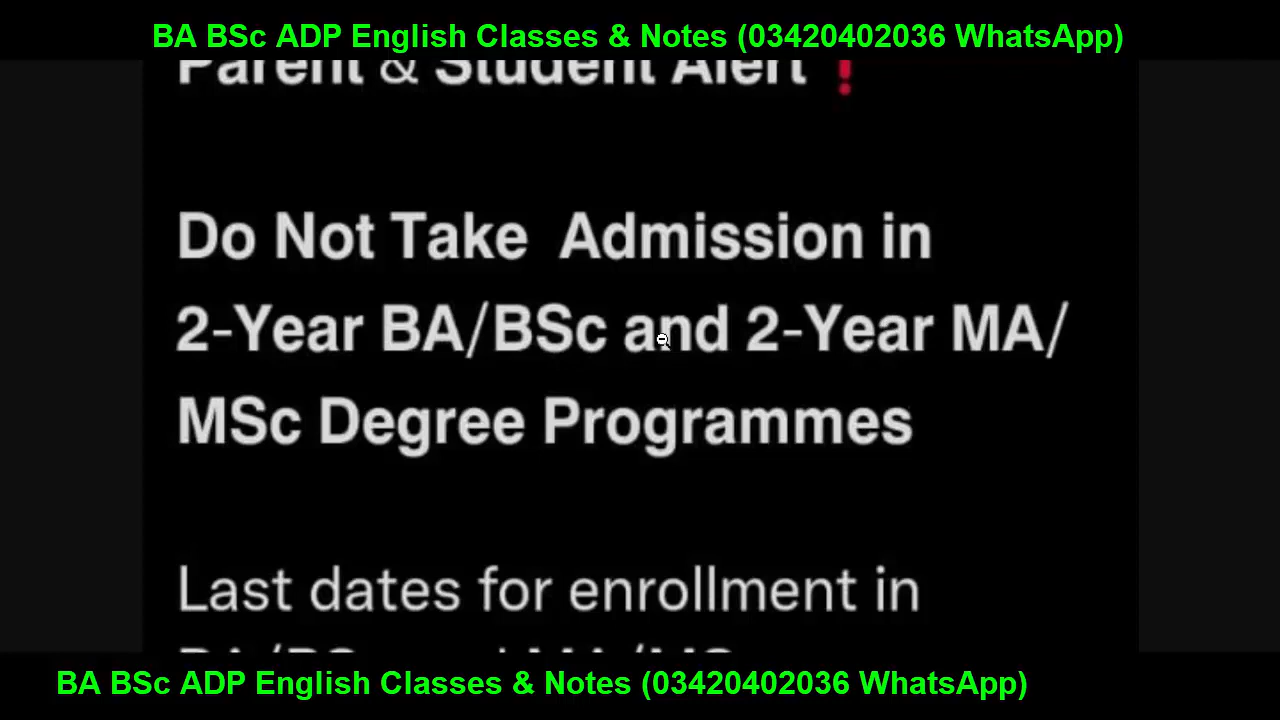 BA BSc ADP English Classes & Notes (03420402036 WhatsApp)
Parent & Student Alert❗
Do Not Take Admission in
2-Year BA/BSc and 2-Year MA/
MSc Degree Programmes
Last dates for enrollment in
BA BSc ADP English Classes & Notes (03420402036 WhatsApp)